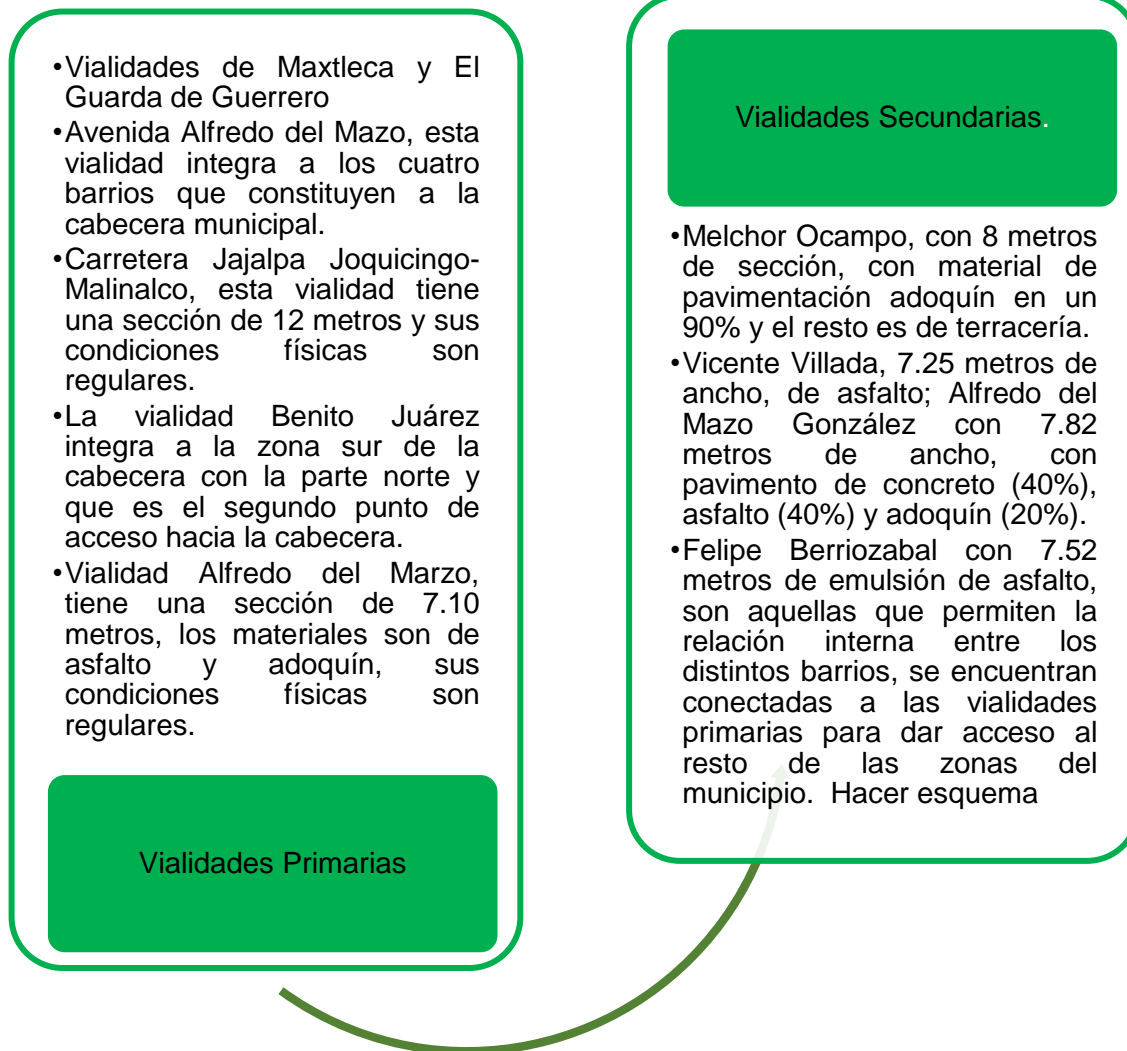 •Vialidades de Maxtleca y El
Guarda de Guerrero
•Avenida Alfredo del Mazo, esta
vialidad integra a los cuatro
barrios que constituyen a la
cabecera municipal.
•Carretera Jajalpa Joquicingo-
Malinalco, esta vialidad tiene
una sección de 12 metros y sus
condiciones físicas son
regulares.
•La vialidad Benito Juárez
integra a la zona sur de la
cabecera con la parte norte y
que es el segundo punto de
acceso hacia la cabecera.
•Vialidad Alfredo del Marzo,
tiene una sección de 7.10
metros, los materiales son de
asfalto y adoquín, sus
condiciones físicas son
regulares.
Vialidades Primarias
Vialidades Secundarias.
•Melchor Ocampo, con 8 metros
de sección, con material de
pavimentación adoquín en un
90% y el resto es de terracería.
•Vicente Villada, 7.25 metros de
ancho, de asfalto; Alfredo del
Mazo González con 7.82
metros de ancho, con
pavimento de concreto (40%),
asfalto (40%) y adoquín (20%).
•Felipe Berriozabal con 7.52
metros de emulsión de asfalto,
son aquellas que permiten la
relación interna entre los
distintos barrios, se encuentran
conectadas a las vialidades
primarias para dar acceso al
resto de las zonas del
municipio. Hacer esquema